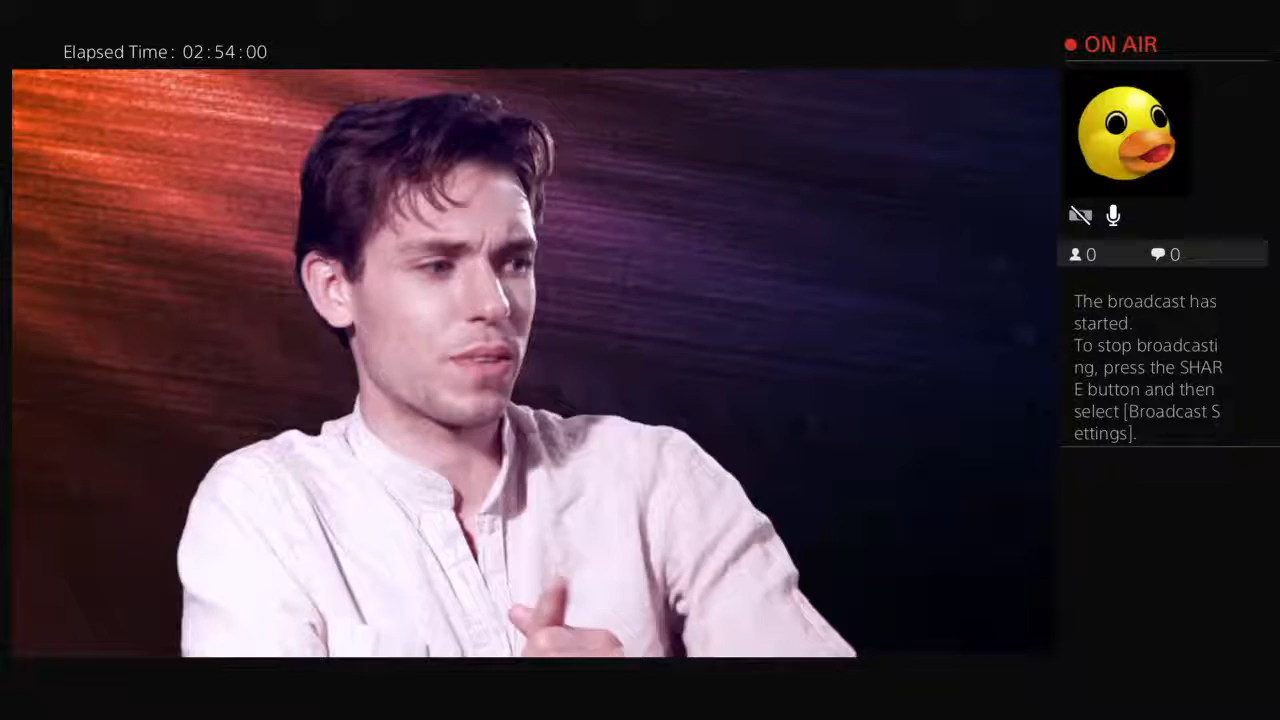 Elapsed Time: 02:54:00
ON AIR
0
0
The broadcast has
started.
To stop broadcasti
ng, press the SHAR
E button and then
select [Broadcast S
ettings].